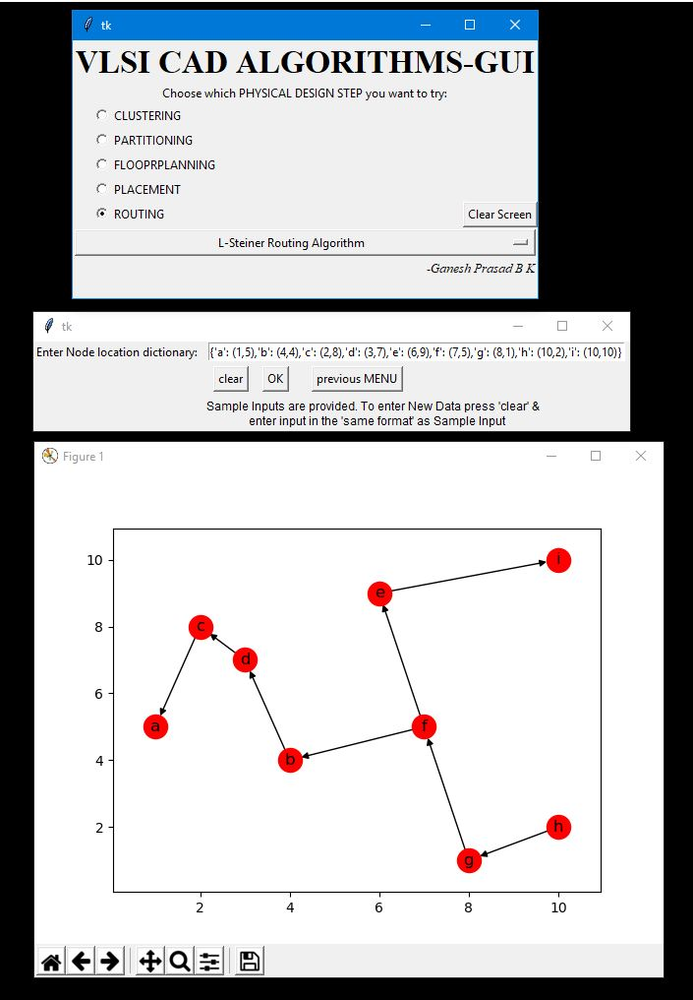 tk
VLSI CAD ALGORITHMS-GUI
Choose which PHYSICAL DESIGN STEP you want to try:
CLUSTERING
PARTITIONING
FLOOPRPLANNING
PLACEMENT
ROUTING
Clear Screen
L-Steiner Routing Algorithm
-Ganesh Prasad B K
tk
Enter Node location dictionary: {'a': (1,5),'b': (4,4),'c': (2,8),'d': (3,7),'e': (6,9),'f': (7,5),'g': (8,1),'h': (10,2),'i': (10,10)}
clear OK previous MENU
Sample Inputs are provided. To enter New Data press 'clear' &
enter input in the 'same format' as Sample Input
Figure 1
10
i
e
8
c
d
6
a
f
4
b
2
h
g
2 4 6 8 10